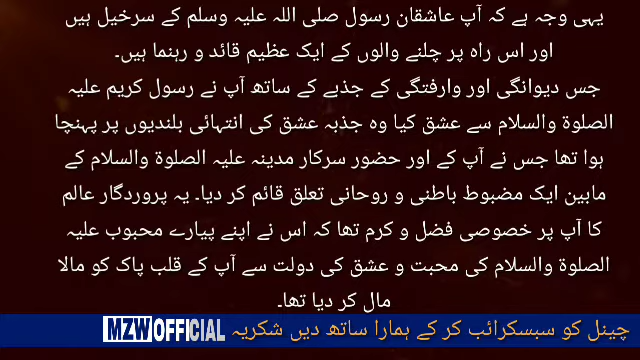 یہی وجہ ہے کہ آپ عاشقان رسول صلی اللہ علیہ وسلم کے سرخیل ہیں
اور اس راہ پر چلنے والوں کے ایک عظیم قائد و رہنما ہیں۔
جس دیوانگی اور وارفتگی کے جذبے کے ساتھ آپ نے رسول کریم علیہ
الصلوۃ والسلام سے عشق کیا وہ جذبہ عشق کی انتہائی بلندیوں پر پہنچا
ہوا تھا جس نے آپ کے اور حضور سرکار مدینہ علیہ الصلوۃ والسلام کے
مابین ایک مضبوط باطنی و روحانی تعلق قائم کر دیا۔ یہ پروردگار عالم
کا آپ پر خصوصی فضل و کرم تھا کہ اس نے اپنے پیارے محبوب علیہ
الصلوۃ والسلام کی محبت و عشق کی دولت سے آپ کے قلب پاک کو مالا
مال کر دیا تھا۔
چینل کو سبسکرائب کر کے ہمارا ساتھ دیں شکریہ MZW OFFICIAL